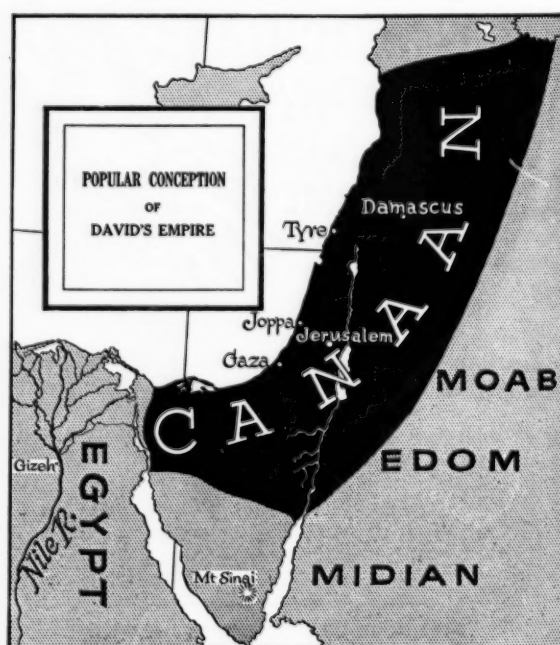 POPULAR CONCEPTION
OF
DAVID'S EMPIRE
CANAAN
Damascus
Tyre
Joppa
Jerusalem
Gaza
MOAB
EDOM
MIDIAN
EGYPT
Gizeh
Nile R.
Mt Sinai